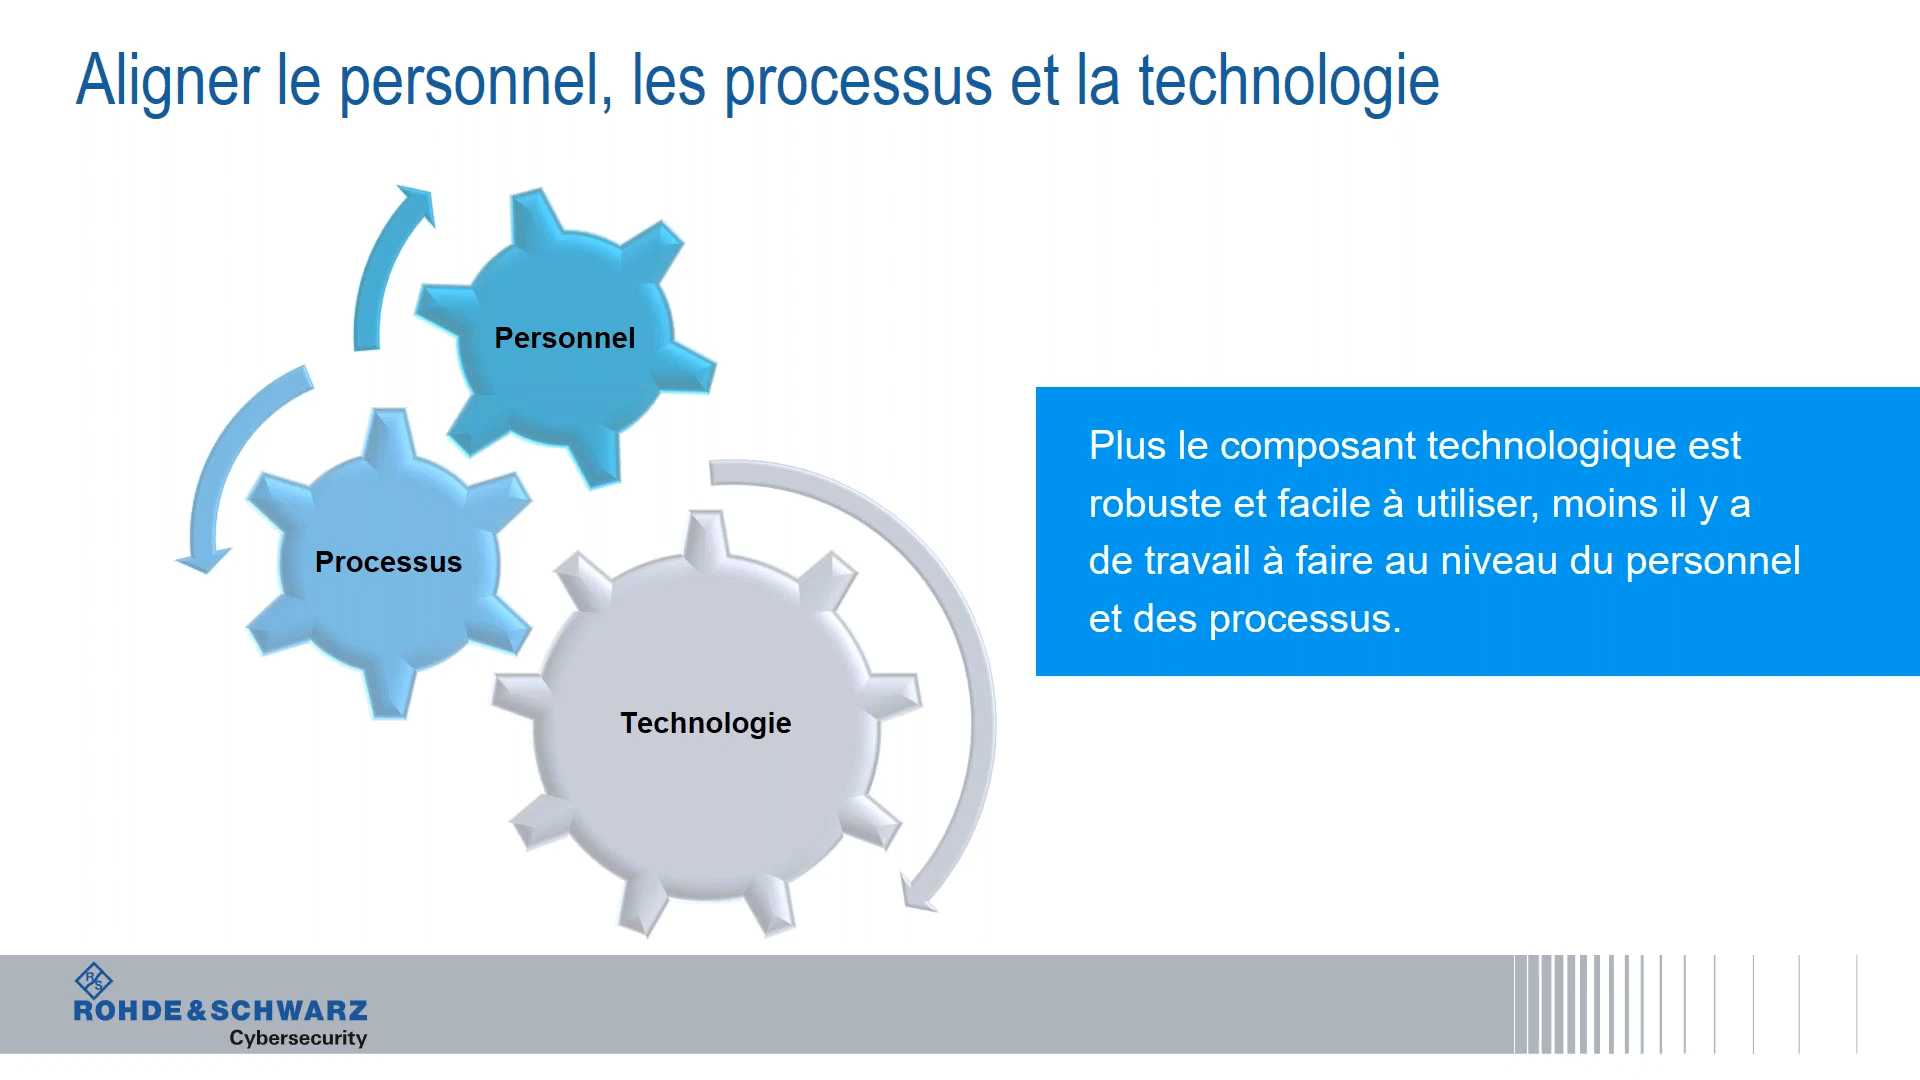 Aligner le personnel, les processus et la technologie
Personnel
Processus
Technologie
Plus le composant technologique est
robuste et facile à utiliser, moins il y a
de travail à faire au niveau du personnel
et des processus.
R S
ROHDE&SCHWARZ
Cybersecurity